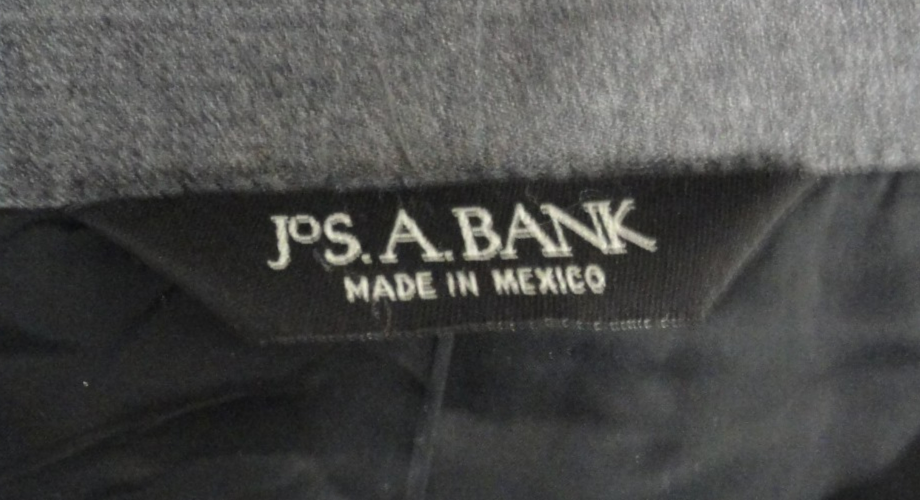 JOS. A. BANK
MADE IN MEXICO